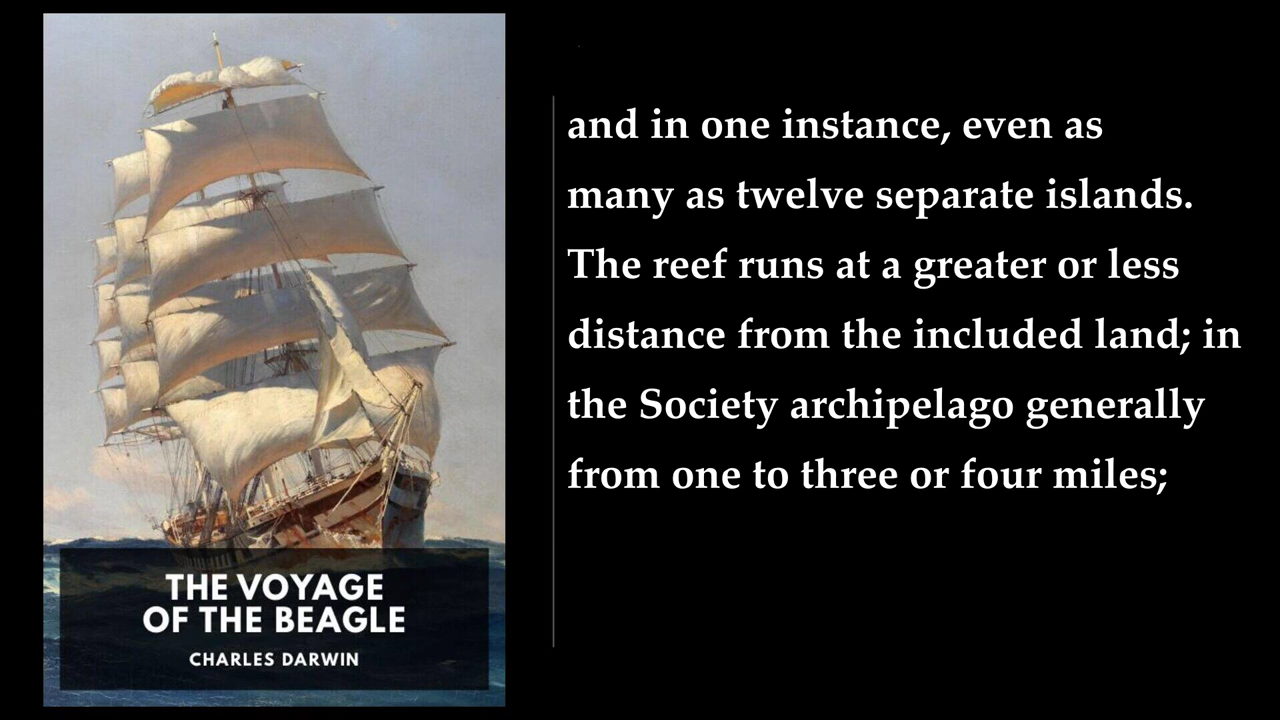 THE VOYAGE
OF THE BEAGLE
CHARLES DARWIN
and in one instance, even as
many as twelve separate islands.
The reef runs at a greater or less
distance from the included land; in
the Society archipelago generally
from one to three or four miles;